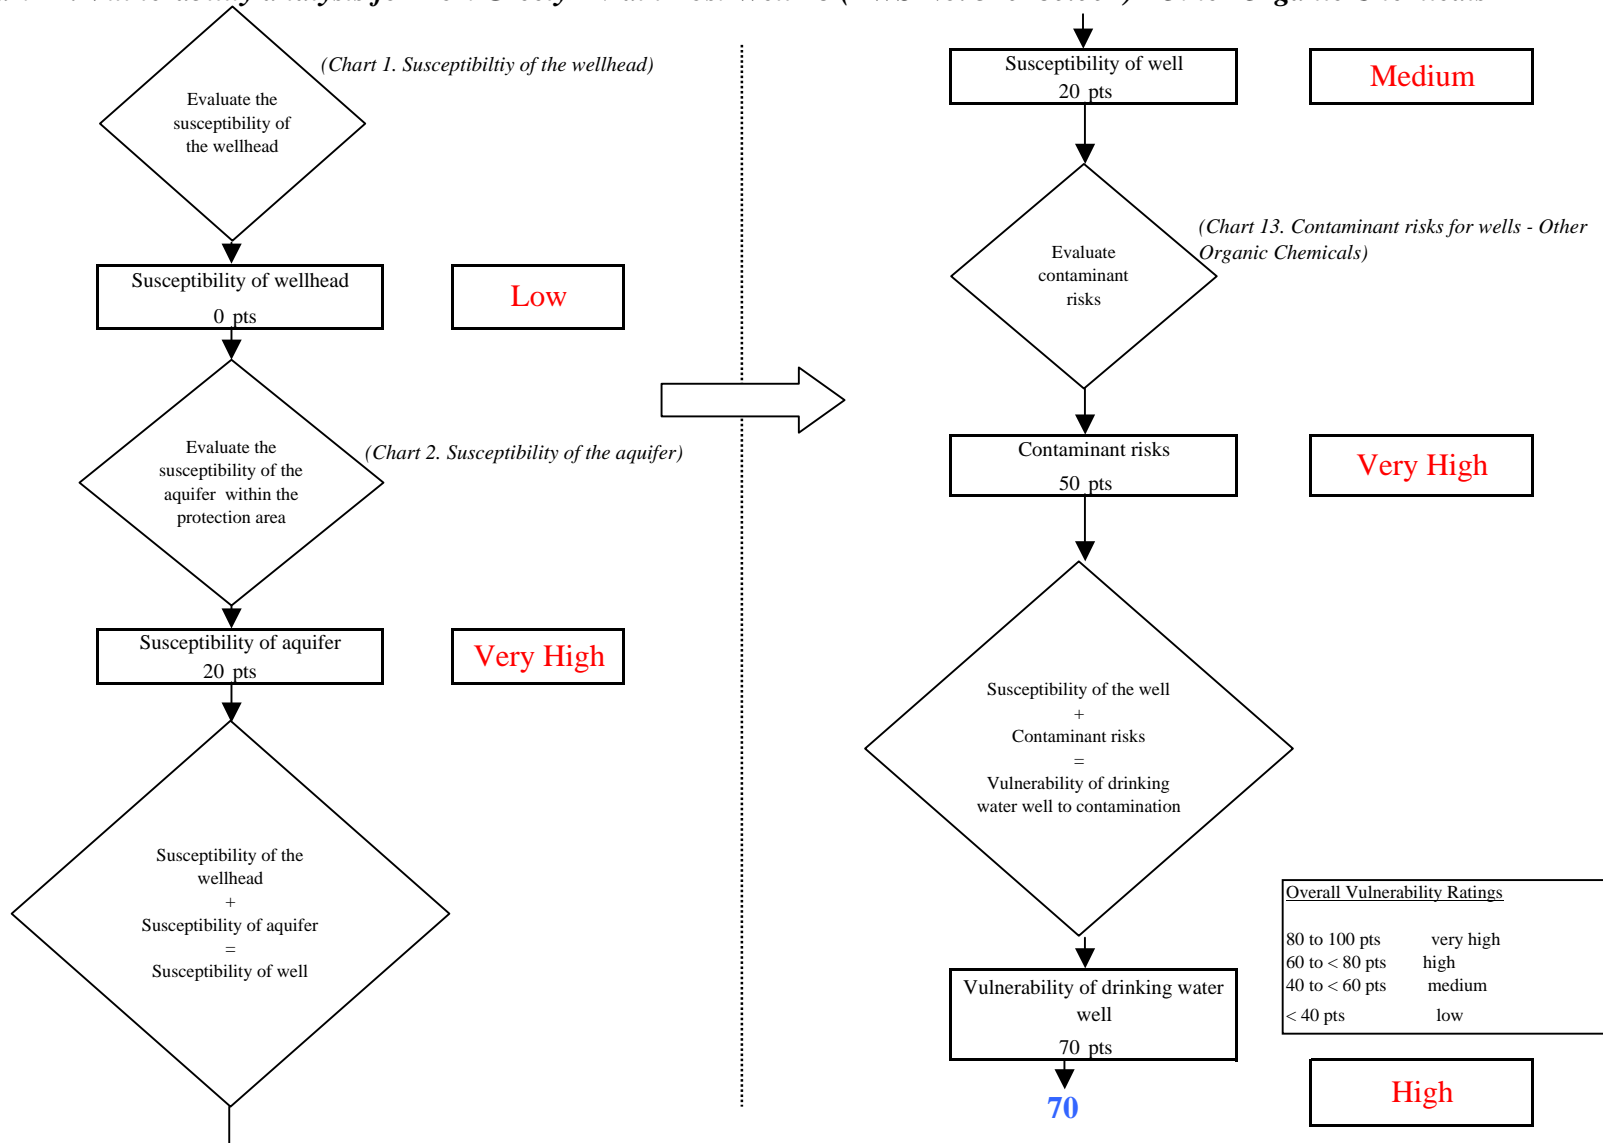 (Chart 1. Susceptibiltiy of the wellhead)
Evaluate the
susceptibility of
the wellhead
Susceptibility of wellhead
0 pts
Low
Evaluate the
susceptibility of the
aquifer within the
protection area
(Chart 2. Susceptibility of the aquifer)
Susceptibility of aquifer
20 pts
Very High
Susceptibility of the
wellhead
+
Susceptibility of aquifer
=
Susceptibility of well
Susceptibility of well
20 pts
Medium
(Chart 13. Contaminant risks for wells - Other
Organic Chemicals)
Evaluate
contaminant
risks
Contaminant risks
50 pts
Very High
Susceptibility of the well
+
Contaminant risks
=
Vulnerability of drinking
water well to contamination
Overall Vulnerability Ratings
80 to 100 pts very high
60 to < 80 pts high
40 to < 60 pts medium
< 40 pts low
Vulnerability of drinking water
well
70 pts
70
High